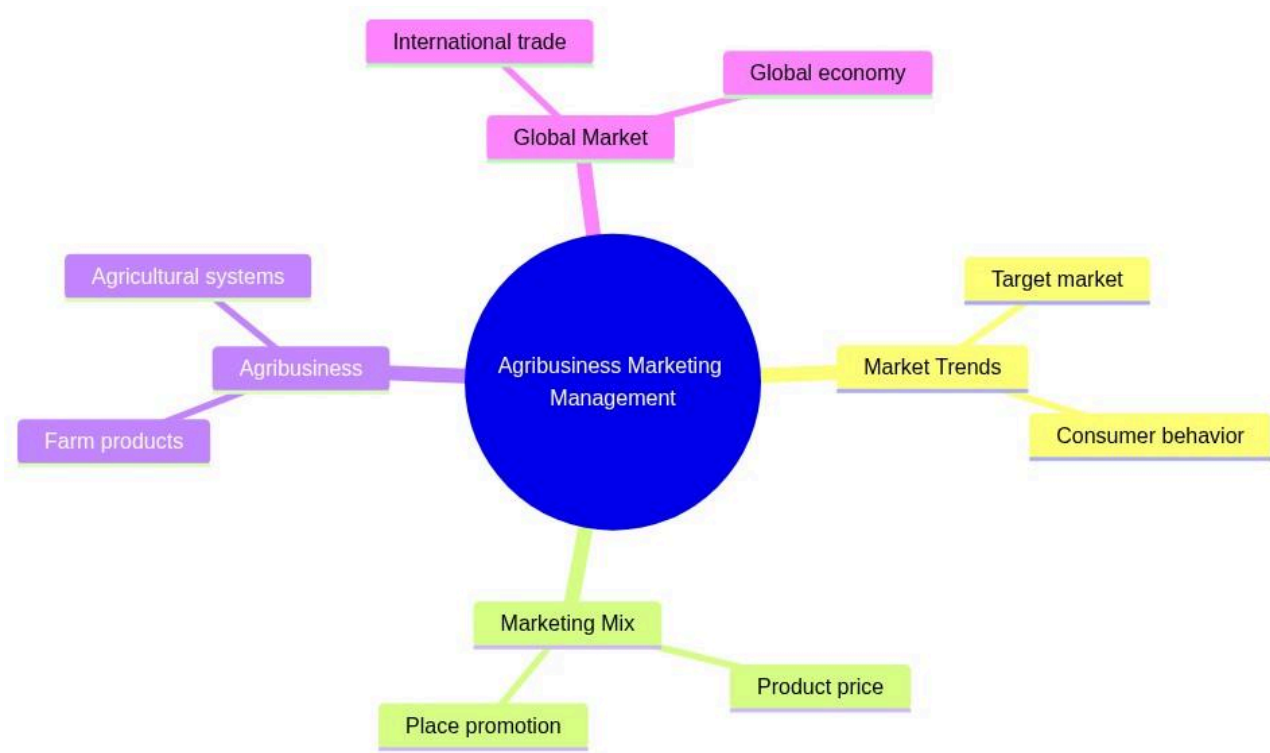 International trade
Global economy
Global Market
Agricultural systems
Target market
Agribusiness
Agribusiness Marketing
Management
Market Trends
Farm products
Consumer behavior
Marketing Mix
Product price
Place promotion